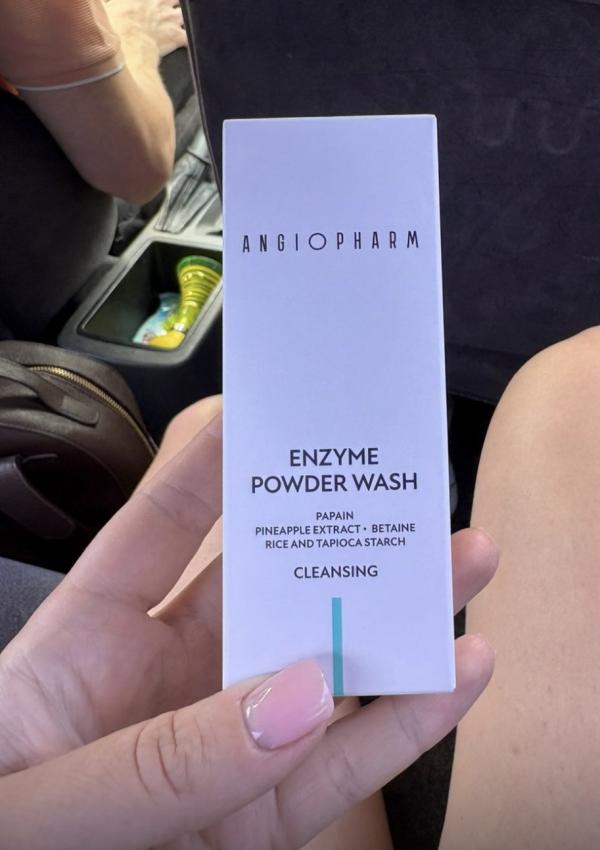 ANGIOPHARM
ENZYME
POWDER WASH
PAPAIN
PINEAPPLE EXTRACT • BETAINE
RICE AND TAPIOCA STARCH
CLEANSING